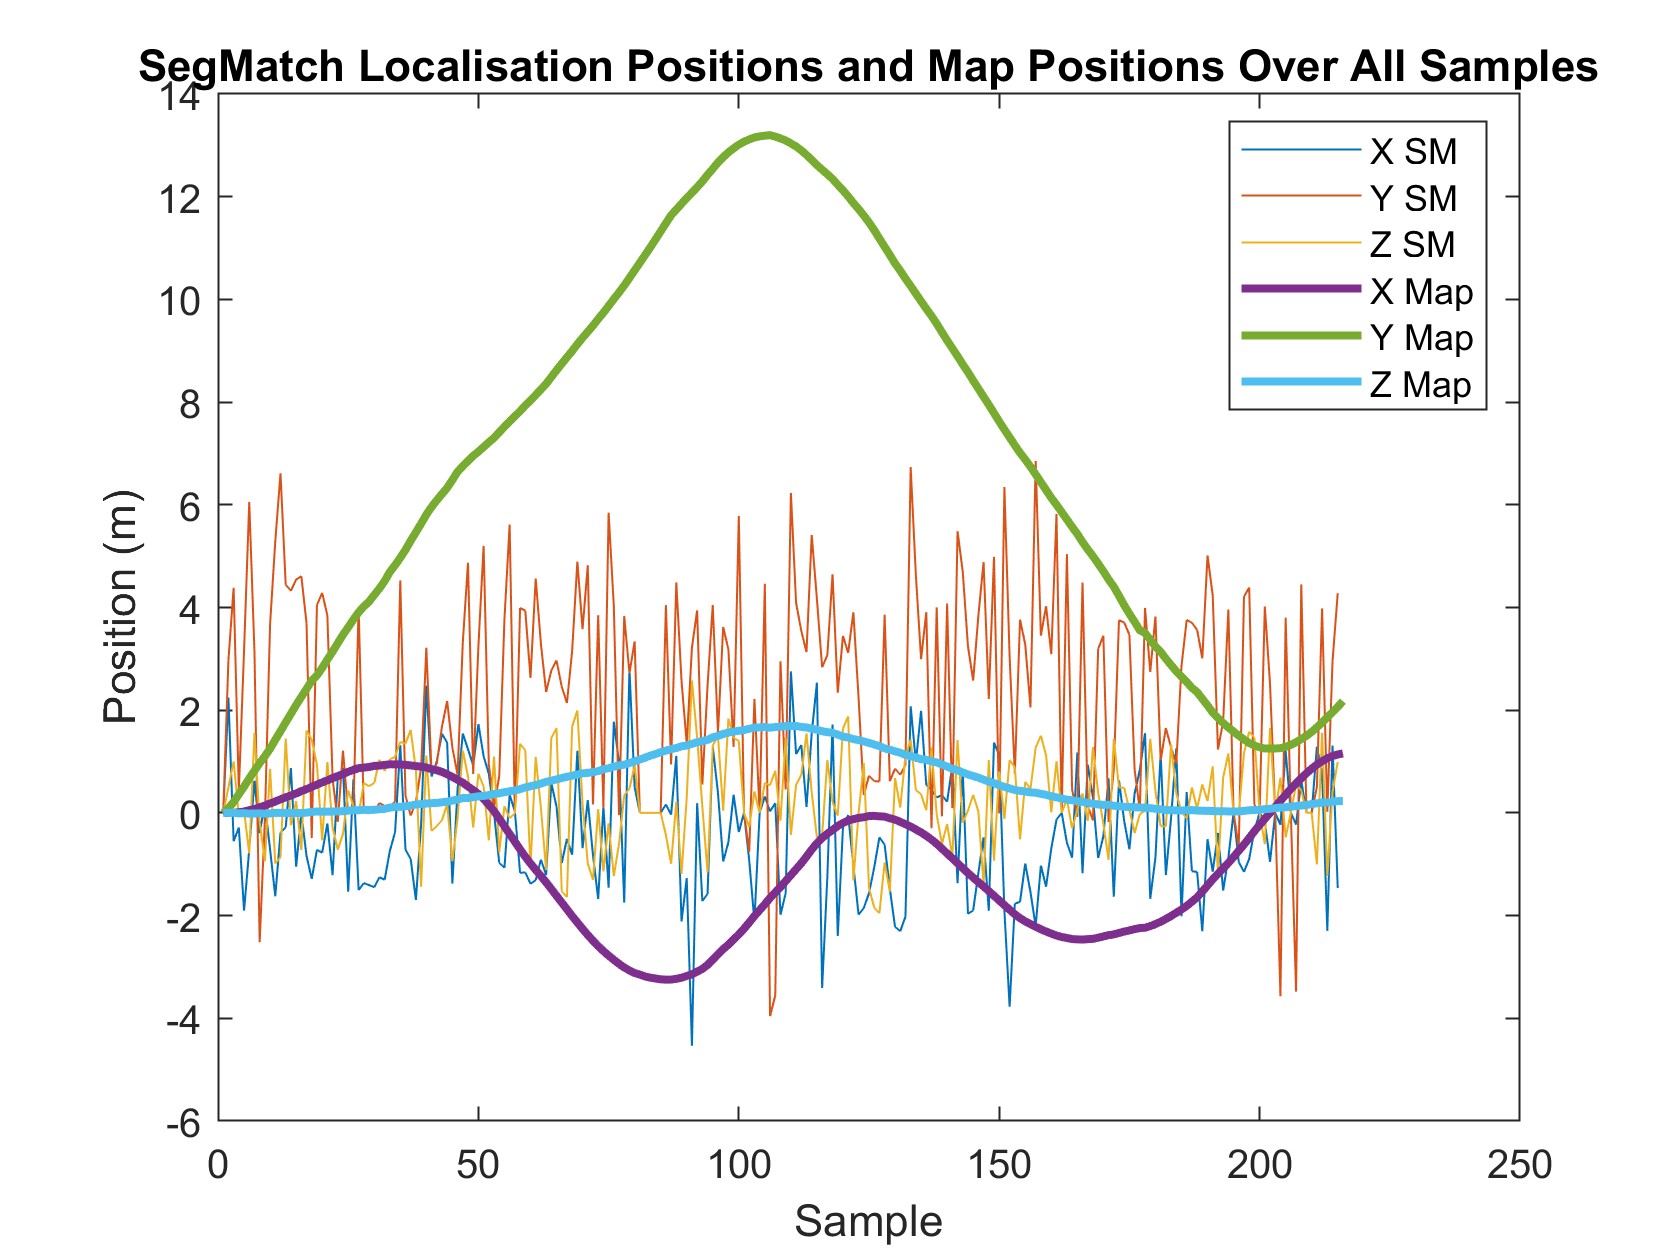 SegMatch Localisation Positions and Map Positions Over All Samples
14
12
10
8
6
4
2
0
-2
-4
-6
Position (m)
X SM
Y SM
Z SM
X Map
Y Map
Z Map
0 50 100 150 200 250
Sample